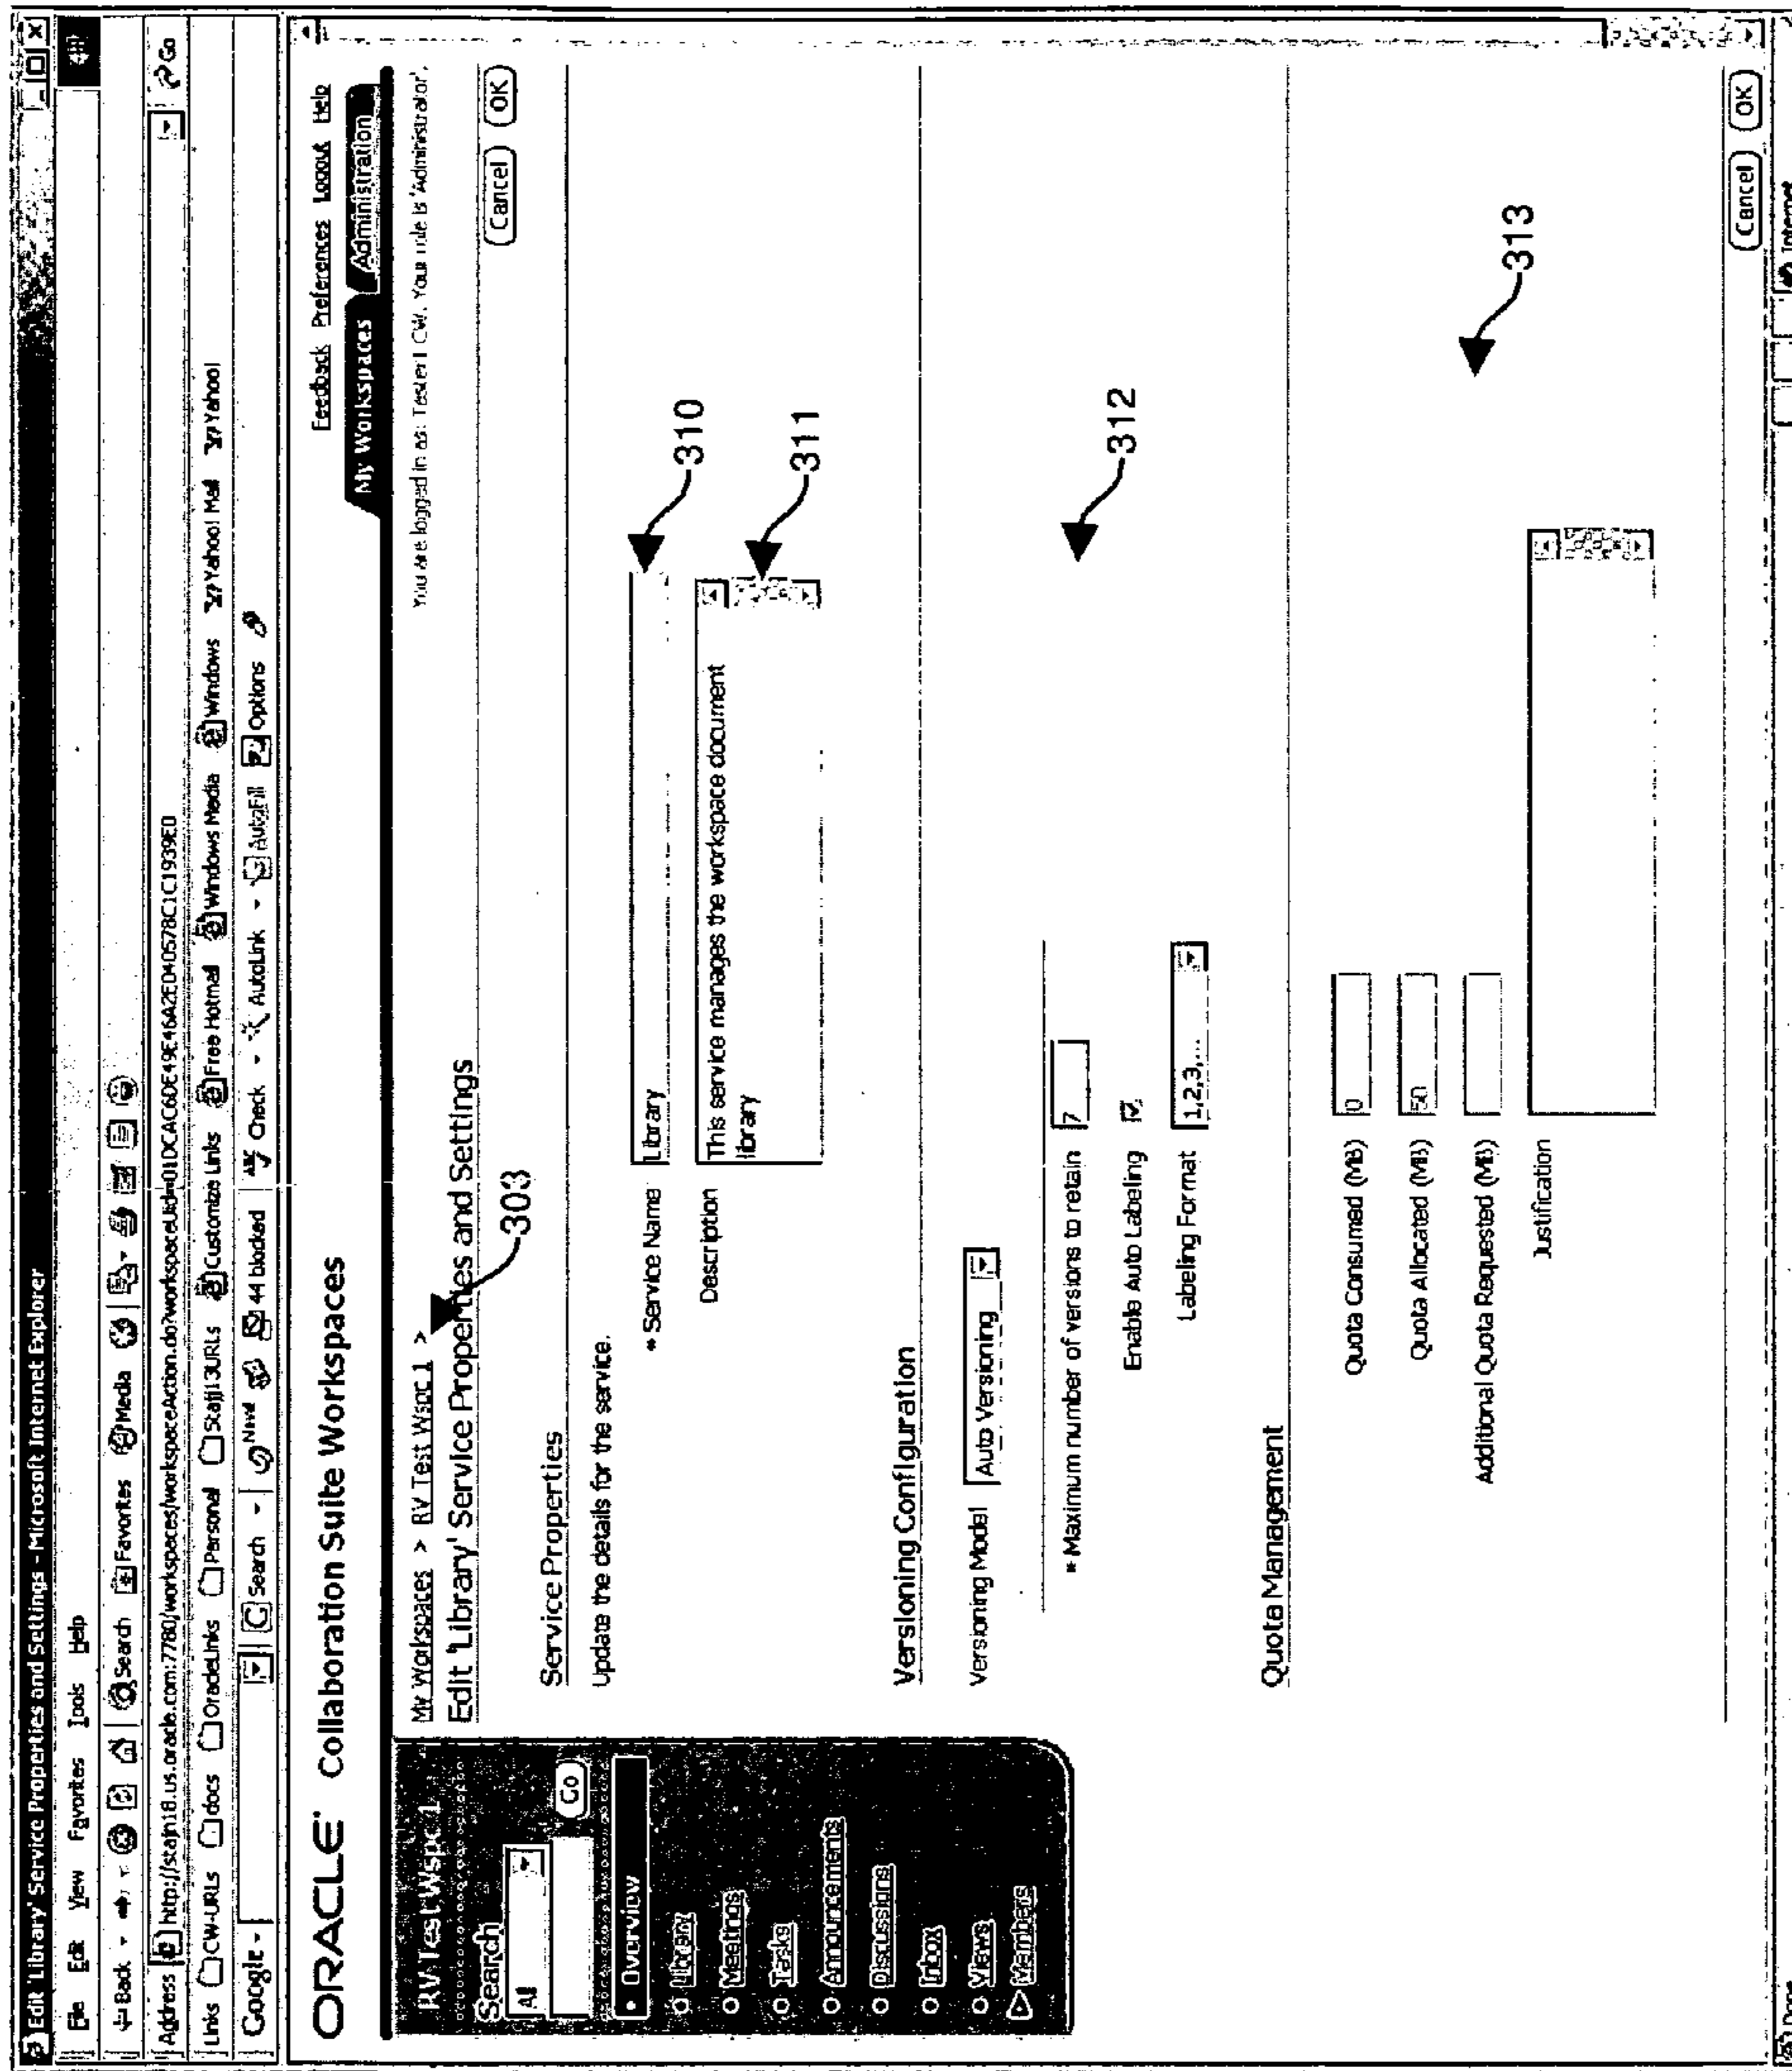 Edit 'Library' Service Properties and Settings - Microsoft Internet Explorer
File Edit View Favorites Tools Help
Back Search Favorites Media
Address http://stajn18.us.oracle.com:7780/workspaces/workspaceAction.do?
Links CW-URLs docs OracleLinks Personal Customize Links Free Hotmail Windows Media Windows Yahoo! Mail Yahoo!
Google Search 44 blocked Check AutoLink AutoFill Options
ORACLE Collaboration Suite Workspaces
Feedback Preferences Logout Help
My Workspaces Administration
My Workspaces > RV Test Wspc 1 >
You are logged in as: Tester1 CW. Your role is 'Administrator'.
RV Test Wspc 1
Search
All
Go
Overview
Library
Meetings
Tasks
Announcements
Discussions
Inbox
Views
Members
Edit 'Library' Service Properties and Settings
303
Cancel OK
Service Properties
Update the details for the service.
* Service Name Library
310
Description This service manages the workspace document
library
311
Versioning Configuration
Versioning Model Auto Versioning
312
* Maximum number of versions to retain 7
Enable Auto Labeling
Labeling Format 1,2,3,...
Quota Management
Quota Consumed (MB) 0
Quota Allocated (MB) 50
Additional Quota Requested (MB)
313
Justification
Cancel OK
Done Internet